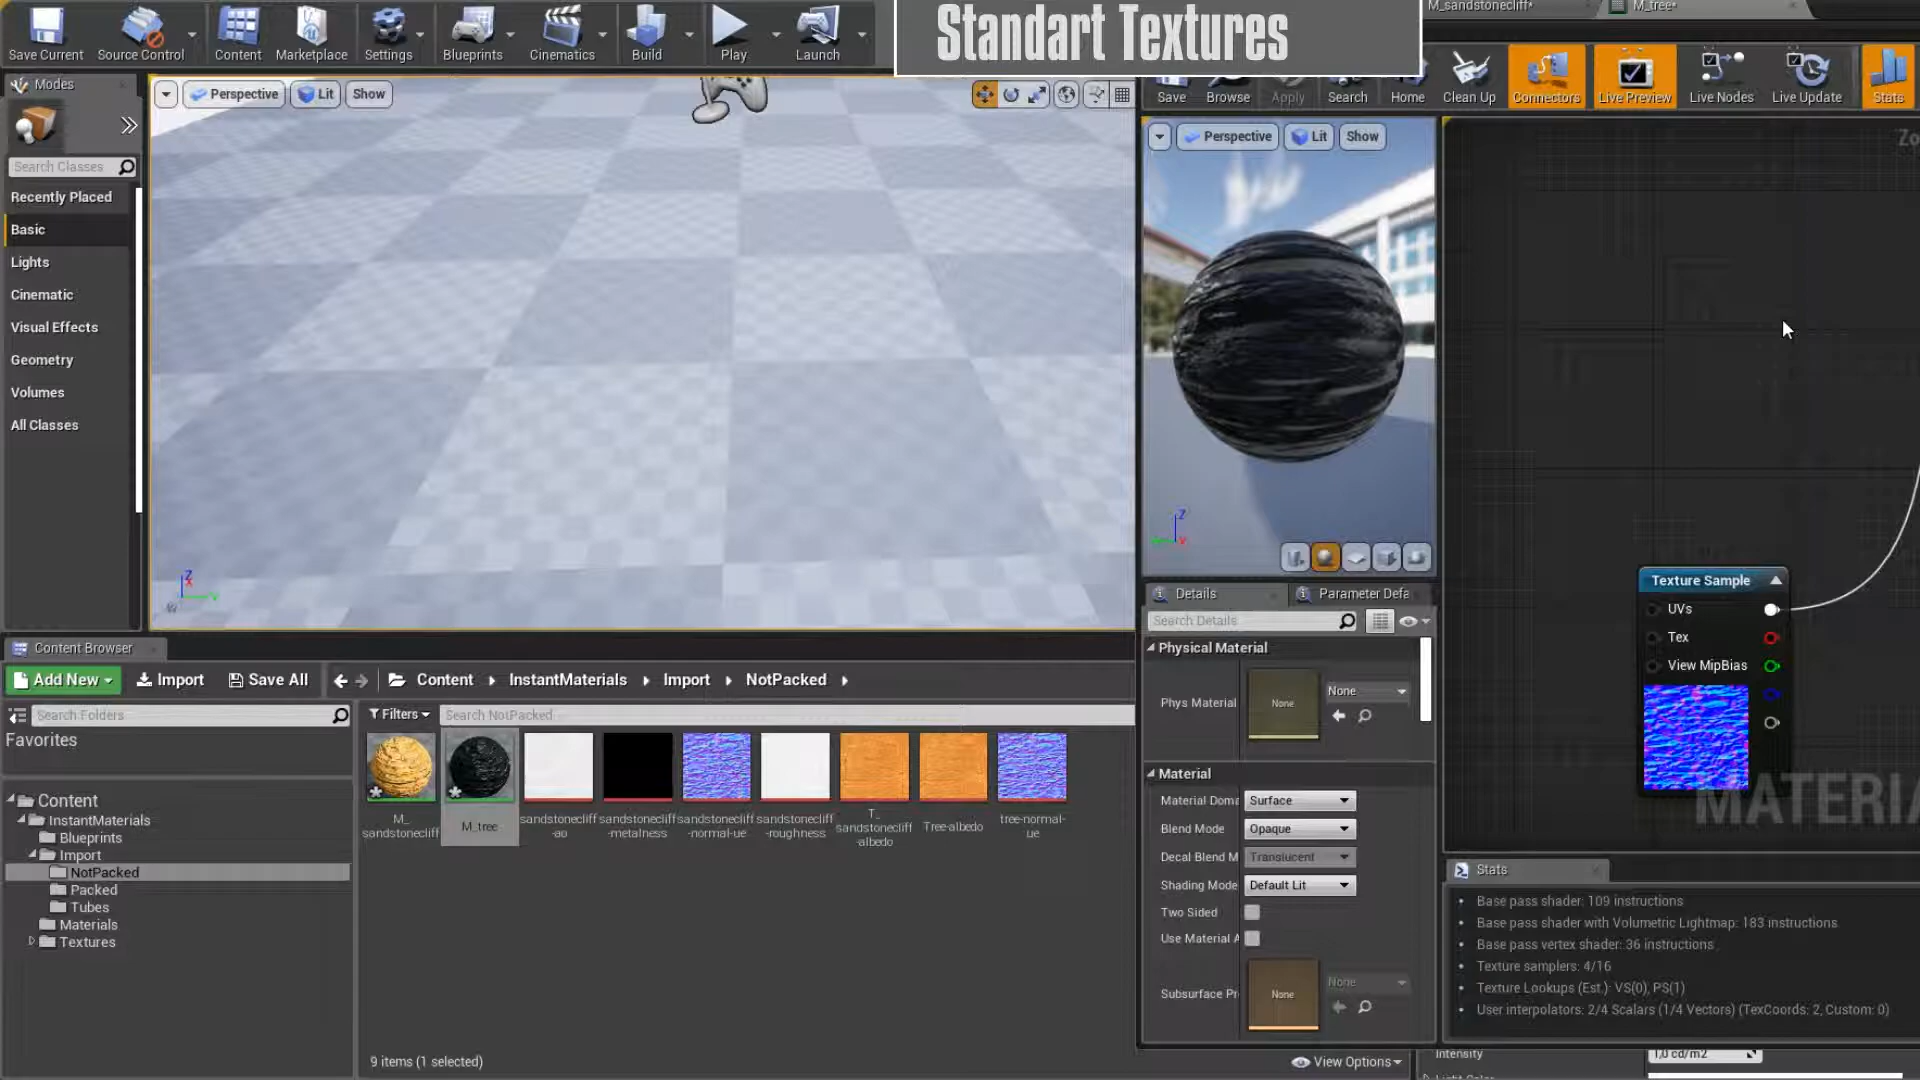 Standart Textures
M_sandstonecliff*
M_tree*
Save Current
Source Control
Content
Marketplace
Settings
Blueprints
Cinematics
Build
Play
Launch
Save
Browse
Apply
Search
Home
Clean Up
Connectors
Live Preview
Live Nodes
Live Update
Stats
Modes
Search Classes
Recently Placed
Basic
Lights
Cinematic
Visual Effects
Geometry
Volumes
All Classes
Perspective
Lit
Show
Perspective
Lit
Show
Zo
Texture Sample
UVs
Tex
View MipBias
MATERIA
Details
Parameter Defa
Search Details
Physical Material
Phys Material
None
None
Material
Material Doma
Surface
Blend Mode
Opaque
Decal Blend M
Translucent
Shading Mode
Default Lit
Two Sided
Use Material A
Subsurface Pr
None
None
Stats
Base pass shader: 109 instructions
Base pass shader with Volumetric Lightmap: 183 instructions
Base pass vertex shader: 36 instructions
Texture samplers: 4/16
Texture Lookups (Est.): VS(0), PS(1)
User interpolators: 2/4 Scalars (1/4 Vectors) (TexCoords: 2, Custom: 0)
Intensity
1,0 cd/m2
Content Browser
Add New
Import
Save All
Content
InstantMaterials
Import
NotPacked
Search Folders
Favorites
Content
InstantMaterials
Blueprints
Import
NotPacked
Packed
Tubes
Materials
Textures
Filters
Search NotPacked
M_
sandstonecliff
M_tree
sandstonecliff
-ao
sandstonecliff
-metalness
sandstonecliff
-normal-ue
sandstonecliff
-roughness
T_
sandstonecliff
-albedo
Tree-albedo
tree-normal-
ue
9 items (1 selected)
View Options